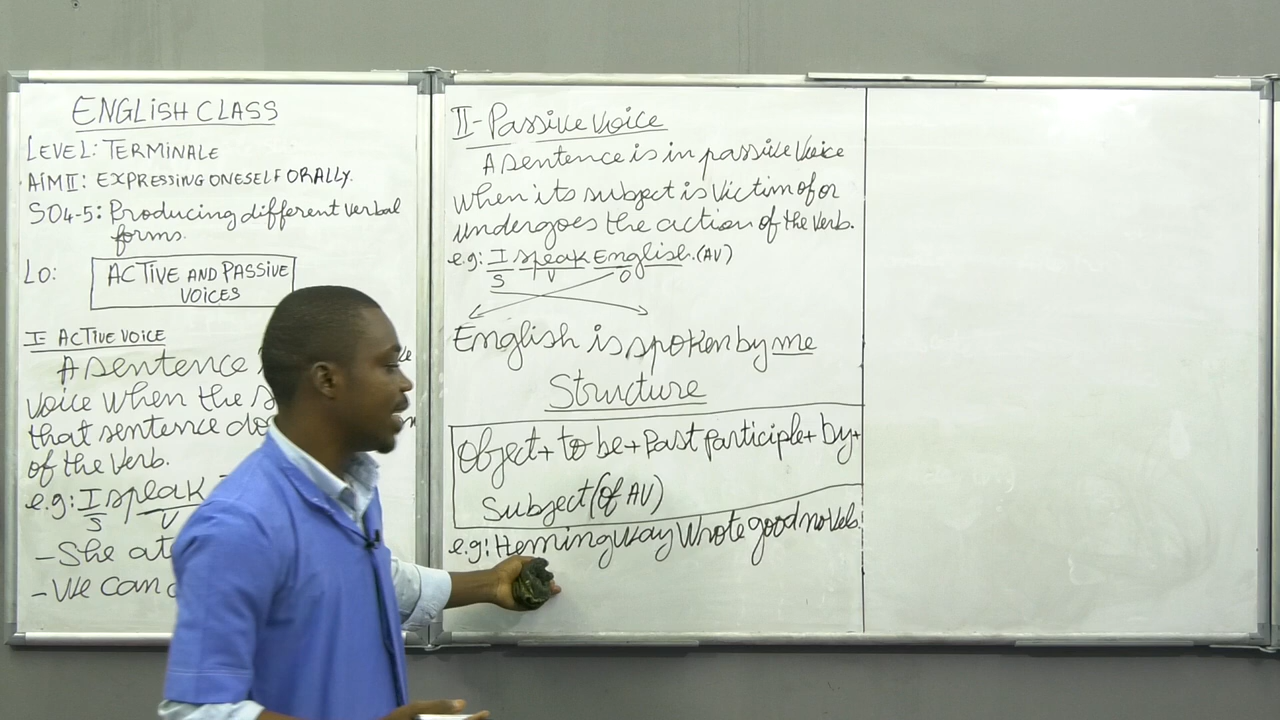 ENGLISH CLASS
LEVEL: TERMINALE
AIM II: EXPRESSING ONESELF ORALLY.
SO4-5: Producing different verbal
forms.
LO: ACTIVE AND PASSIVE
VOICES
I- ACTIVE VOICE
A sentence
voice when the
that sentence
of the verb.
e.g: I speak
S V
- She
- We can
II- Passive Voice
A sentence is in passive voice
when its subject is victim of or
undergoes the action of the verb.
e.g: I speak English. (AV)
S V O
English is spoken by me
Structure
Object + to be + Past participle + by +
Subject (of AV)
e.g: Hemingway wrote good novels.